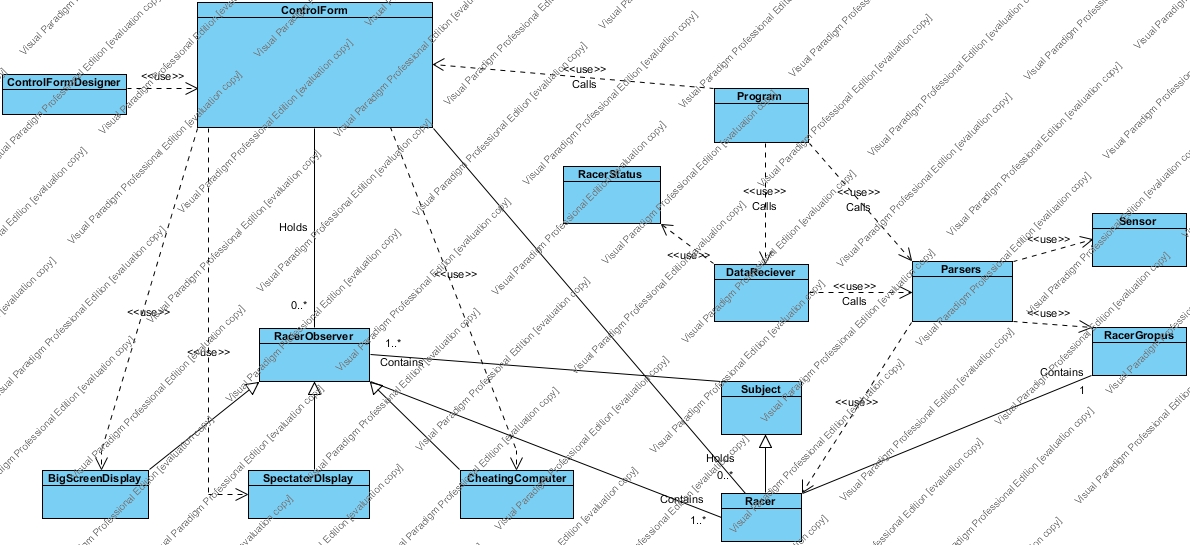 ControlForm
<<use>>
ControlFormDesigner
<<use>>
Calls
Program
RacerStatus
<<use>>
Calls
<<use>>
Calls
Sensor
<<use>>
Holds
<<use>>
DataReciever
Parsers
<<use>>
<<use>>
Calls
0..*
<<use>>
<<use>>
RacerObserver
1..*
RacerGropus
<<use>>
Contains
Contains
1
Subject
<<use>>
Holds
0..*
BigScreenDisplay
SpectatorDIsplay
CheatingComputer
Contains
1..*
Racer
Visual Paradigm Professional Edition [evaluation copy]